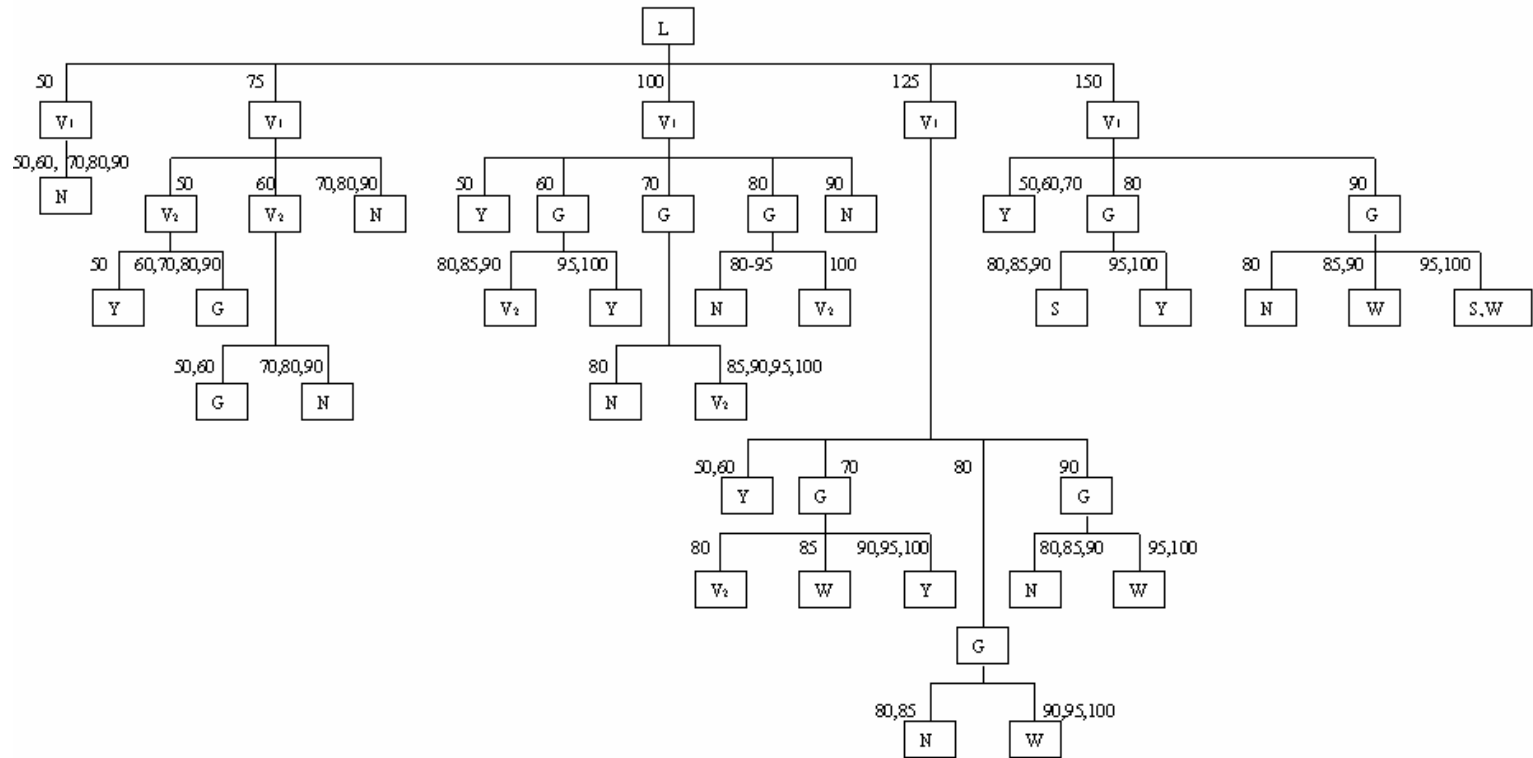 L
50 75 100 125 150
V1 V1 V1 V1 V1
50,60, 70,80,90 50 60 70,80,90 50 60 70 80 90 50,60,70 80 90
N V2 V2 N Y G G G N Y G G
50 60,70,80,90 80,85,90 95,100 80-95 100 80,85,90 95,100 80 85,90 95,100
Y G V2 Y N V2 S Y N W S,W
50,60 70,80,90 80 85,90,95,100
G N N V2
50,60 70 80 90
Y G G
80 85 90,95,100 80,85,90 95,100
V2 W Y N W
G
80,85 90,95,100
N W